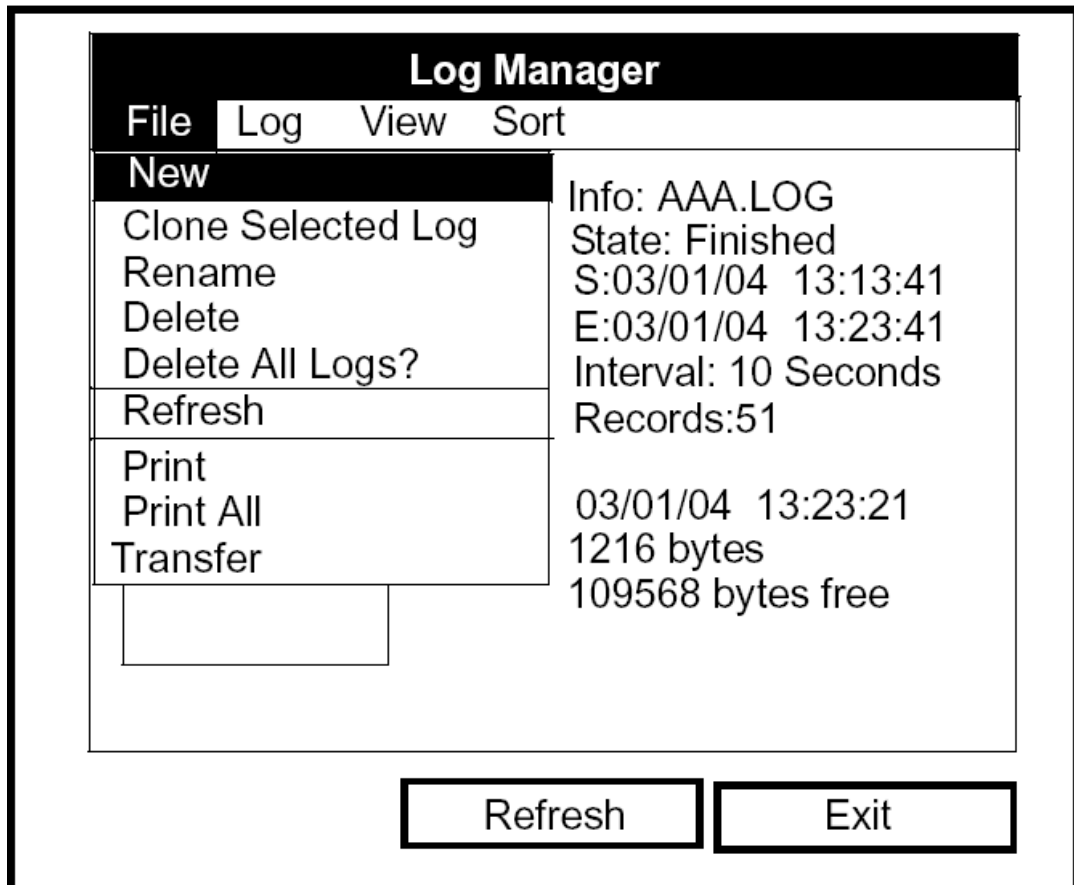 Log Manager
File Log View Sort
New
Clone Selected Log
Rename
Delete
Delete All Logs?
Refresh
Print
Print All
Transfer
Info: AAA.LOG
State: Finished
S:03/01/04 13:13:41
E:03/01/04 13:23:41
Interval: 10 Seconds
Records:51
03/01/04 13:23:21
1216 bytes
109568 bytes free
Refresh
Exit